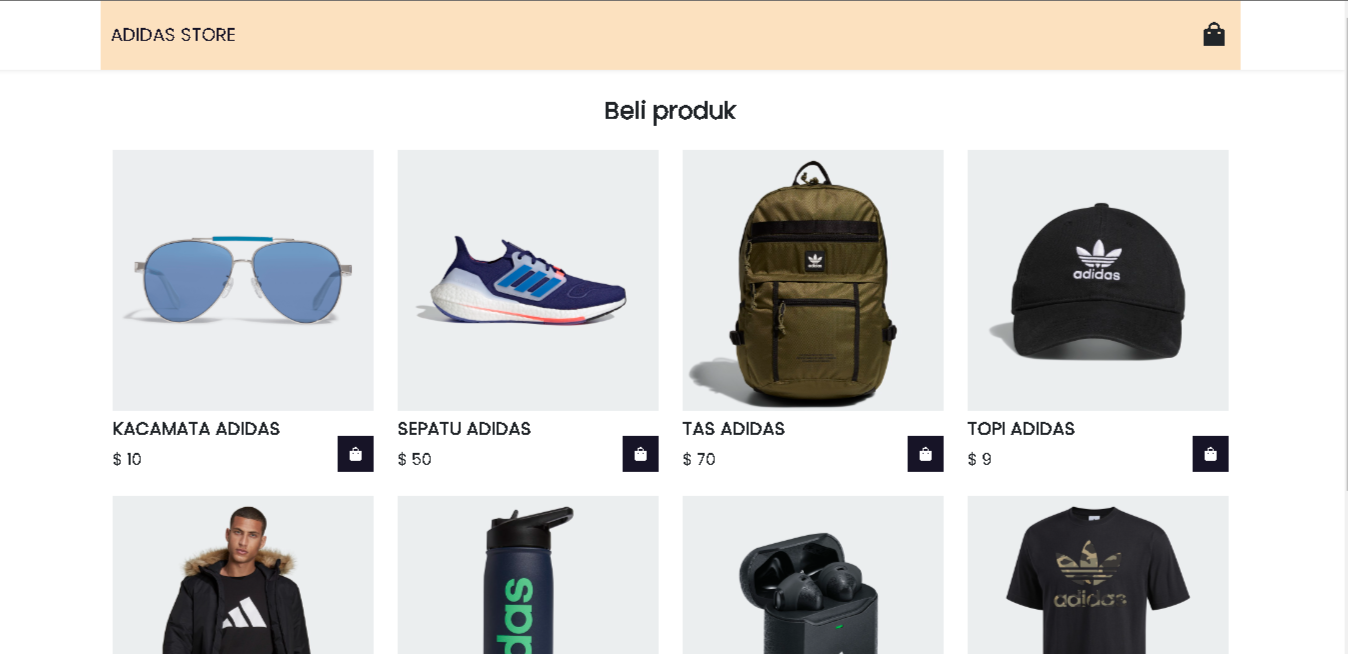 ADIDAS STORE
Beli produk
adidas
adidas
KACAMATA ADIDAS
SEPATU ADIDAS
TAS ADIDAS
TOPI ADIDAS
$ 10
$ 50
$ 70
$ 9
das
adidas